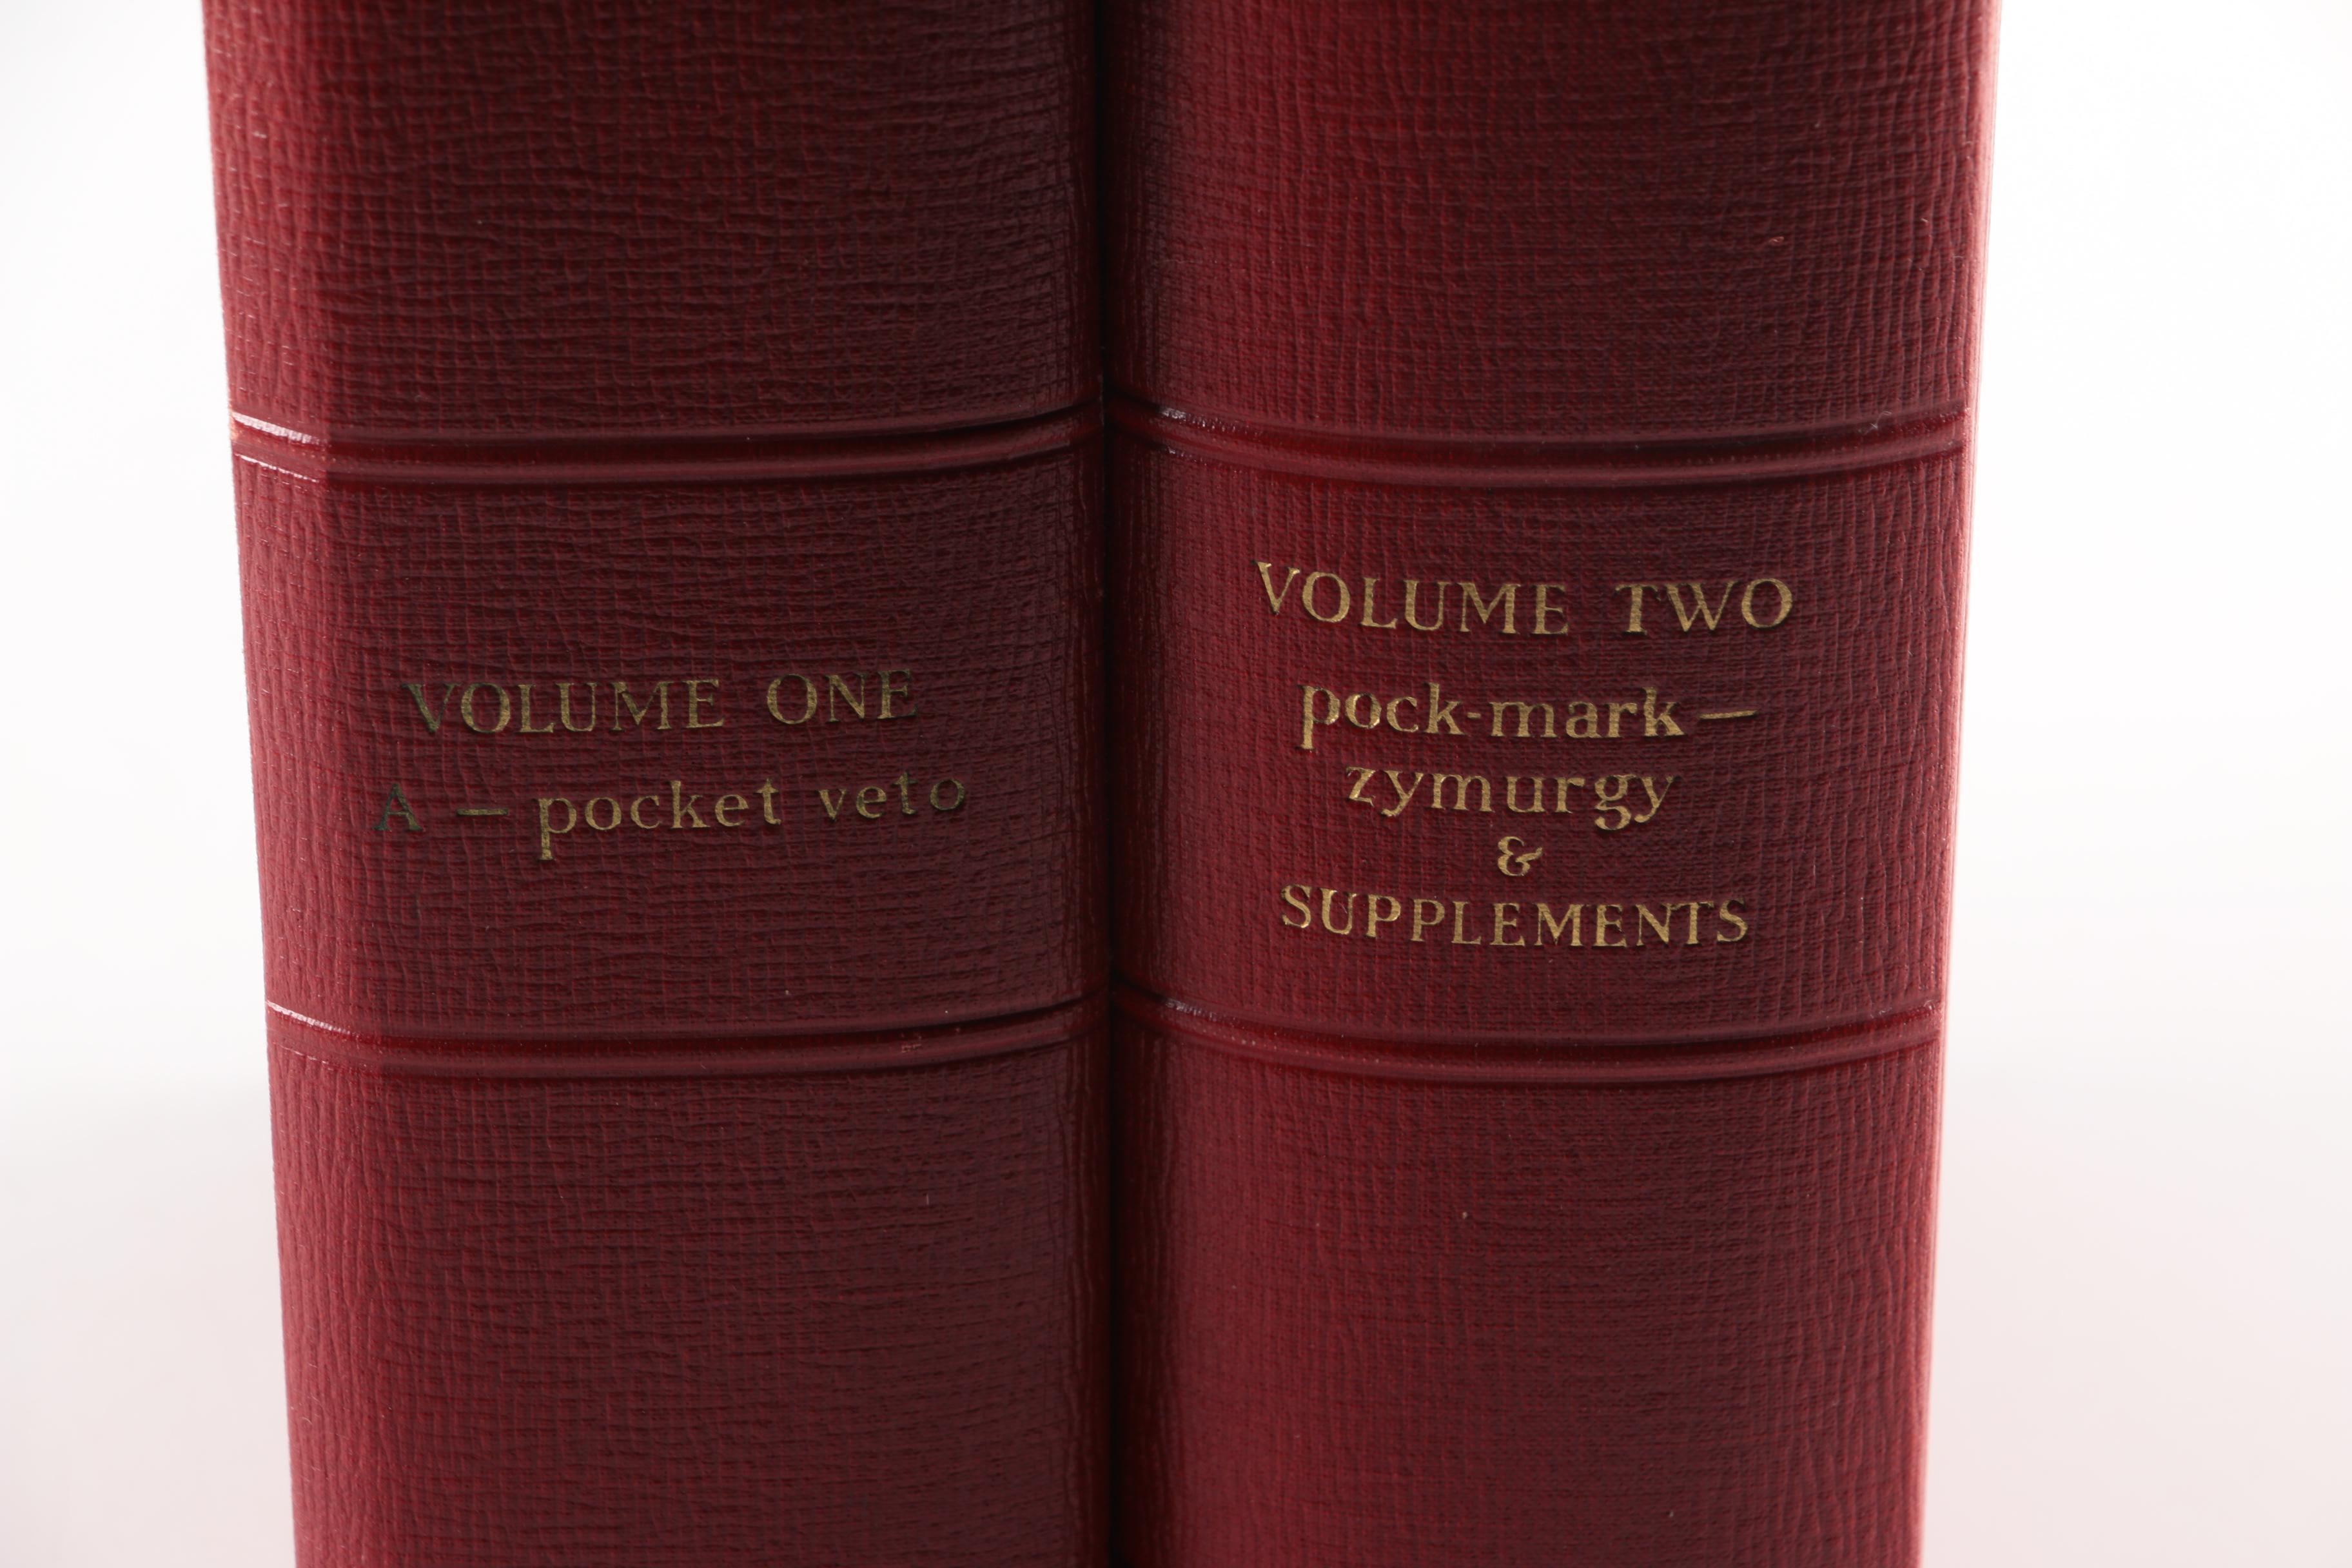 VOLUME ONE
A — pocket veto
VOLUME TWO
pock-mark —
zymurgy
&
SUPPLEMENTS